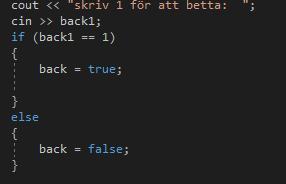 cout << "skriv 1 för att betta:  ";
cin >> back1;
if (back1 == 1)
{
    back = true;
}
else
{
    back = false;
}